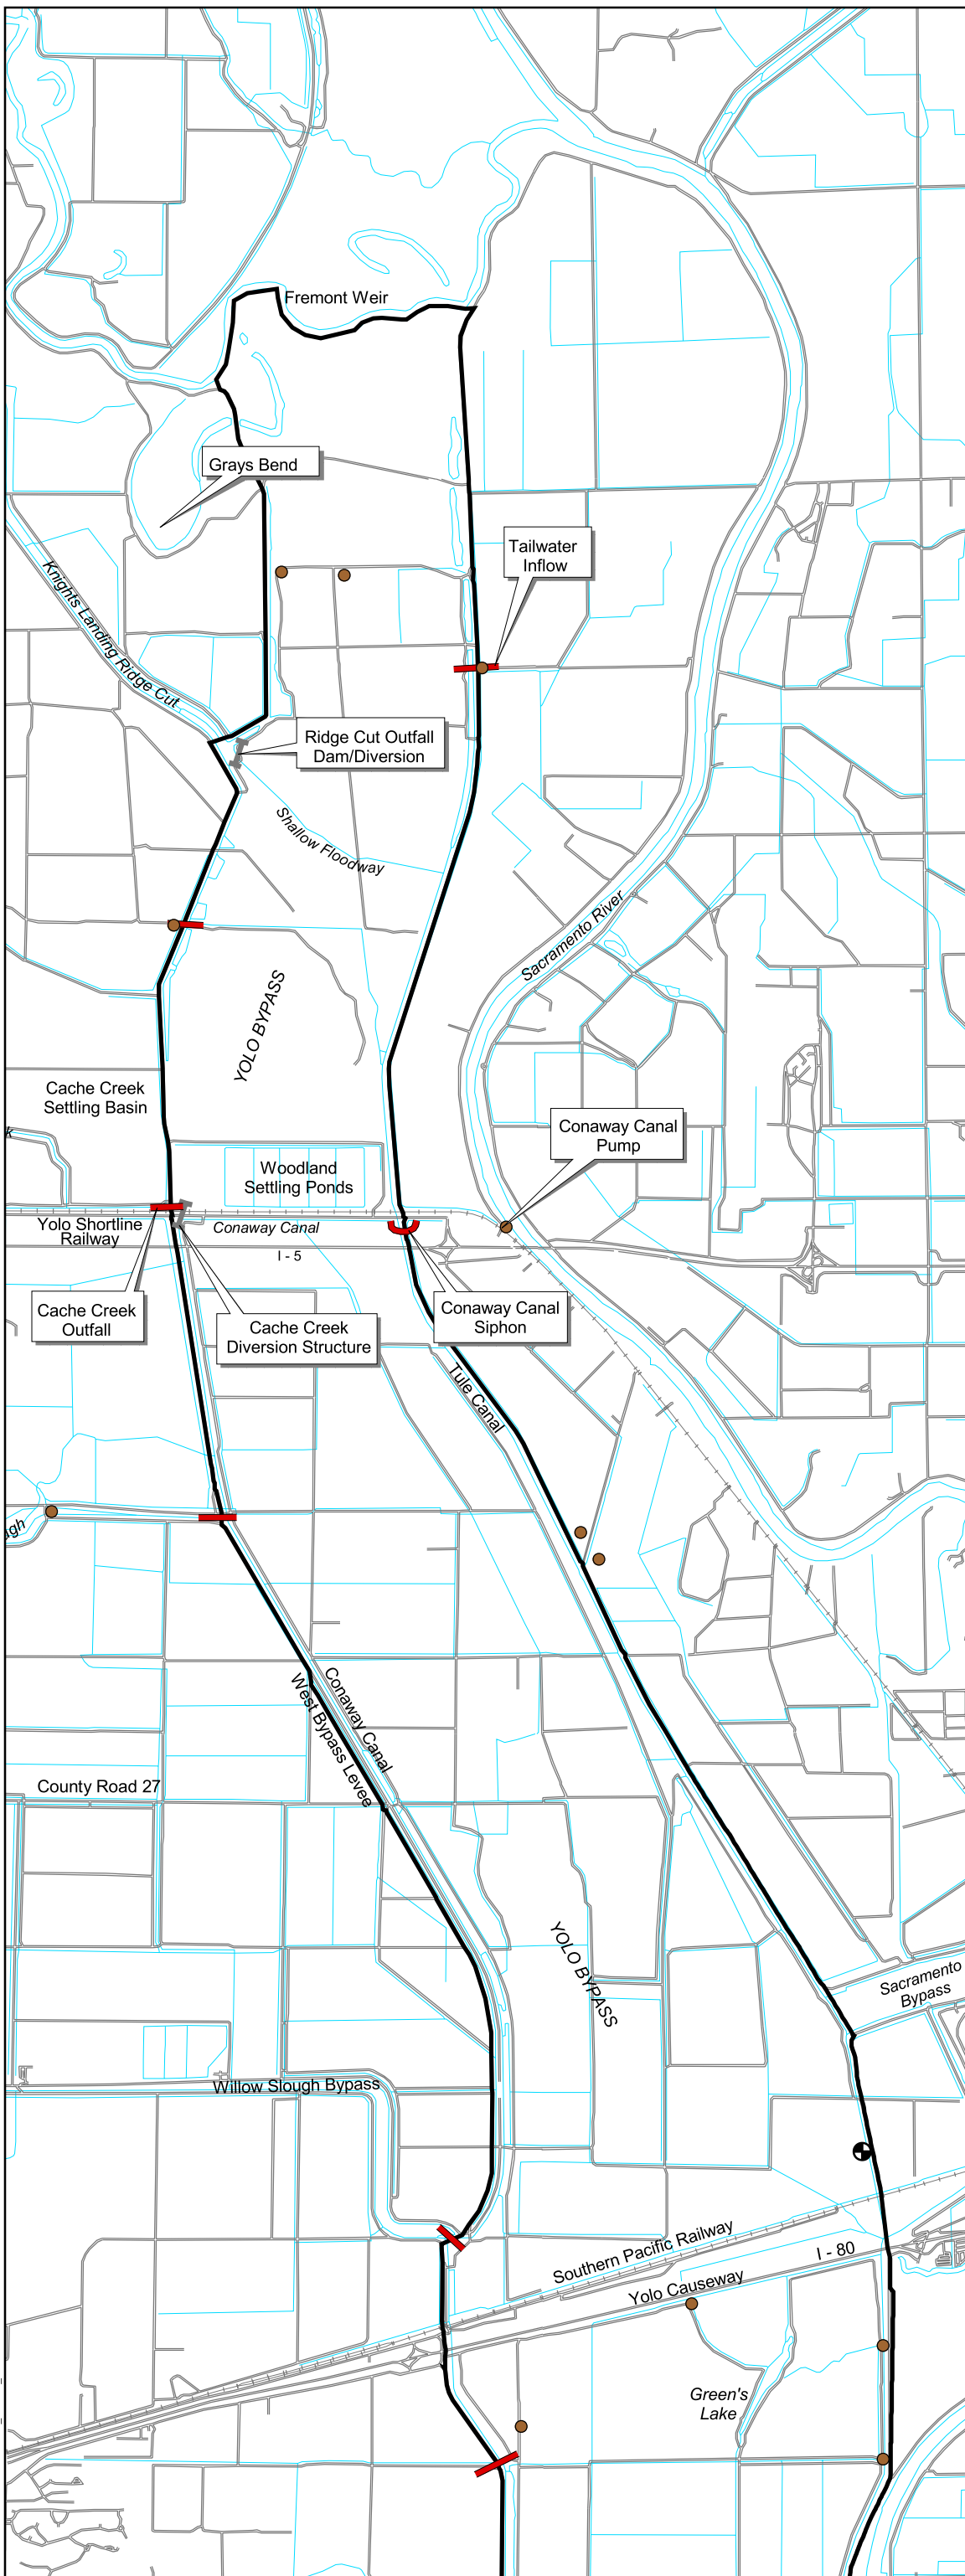 Fremont Weir
Grays Bend
Tailwater
Inflow
Knights Landing Ridge Cut
Ridge Cut Outfall
Dam/Diversion
Shallow Floodway
Sacramento River
YOLO BYPASS
Cache Creek
Settling Basin
k
Conaway Canal
Pump
Woodland
Settling Ponds
Yolo Shortline
Railway
Conaway Canal
I - 5
Cache Creek
Outfall
Cache Creek
Diversion Structure
Conaway Canal
Siphon
Tule Canal
ugh
Conaway Canal
West Bypass Levee
County Road 27
YOLO BYPASS
Sacramento
Bypass
Willow Slough Bypass
Southern Pacific Railway
I - 80
Yolo Causeway
Green's
Lake